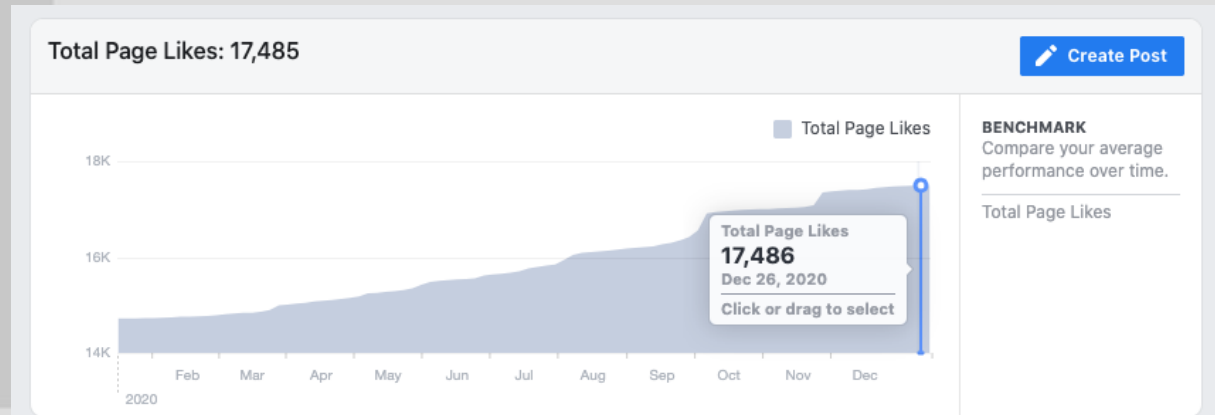 Total Page Likes: 17,485
Create Post
Total Page Likes
BENCHMARK
Compare your average
performance over time.
Total Page Likes
18K
16K
14K
Total Page Likes
17,486
Dec 26, 2020
Click or drag to select
Feb Mar Apr May Jun Jul Aug Sep Oct Nov Dec
2020